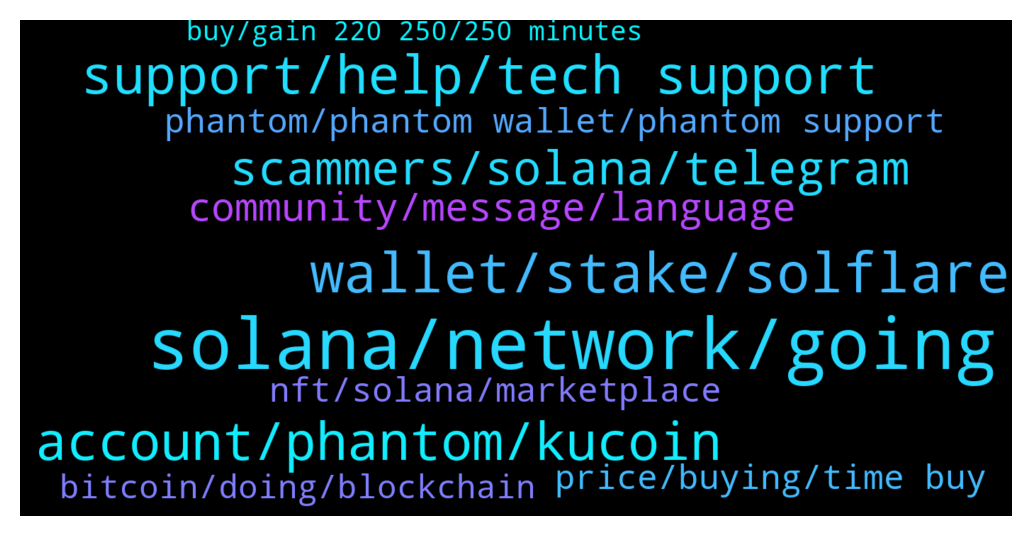 buy/gain 220 250/250 minutes
support/help/tech support
phantom/phantom wallet/phantom support
scammers/solana/telegram
community/message/language
wallet/stake/solflare
solana/network/going
nft/solana/marketplace
account/phantom/kucoin
price/buying/time buy
bitcoin/doing/blockchain